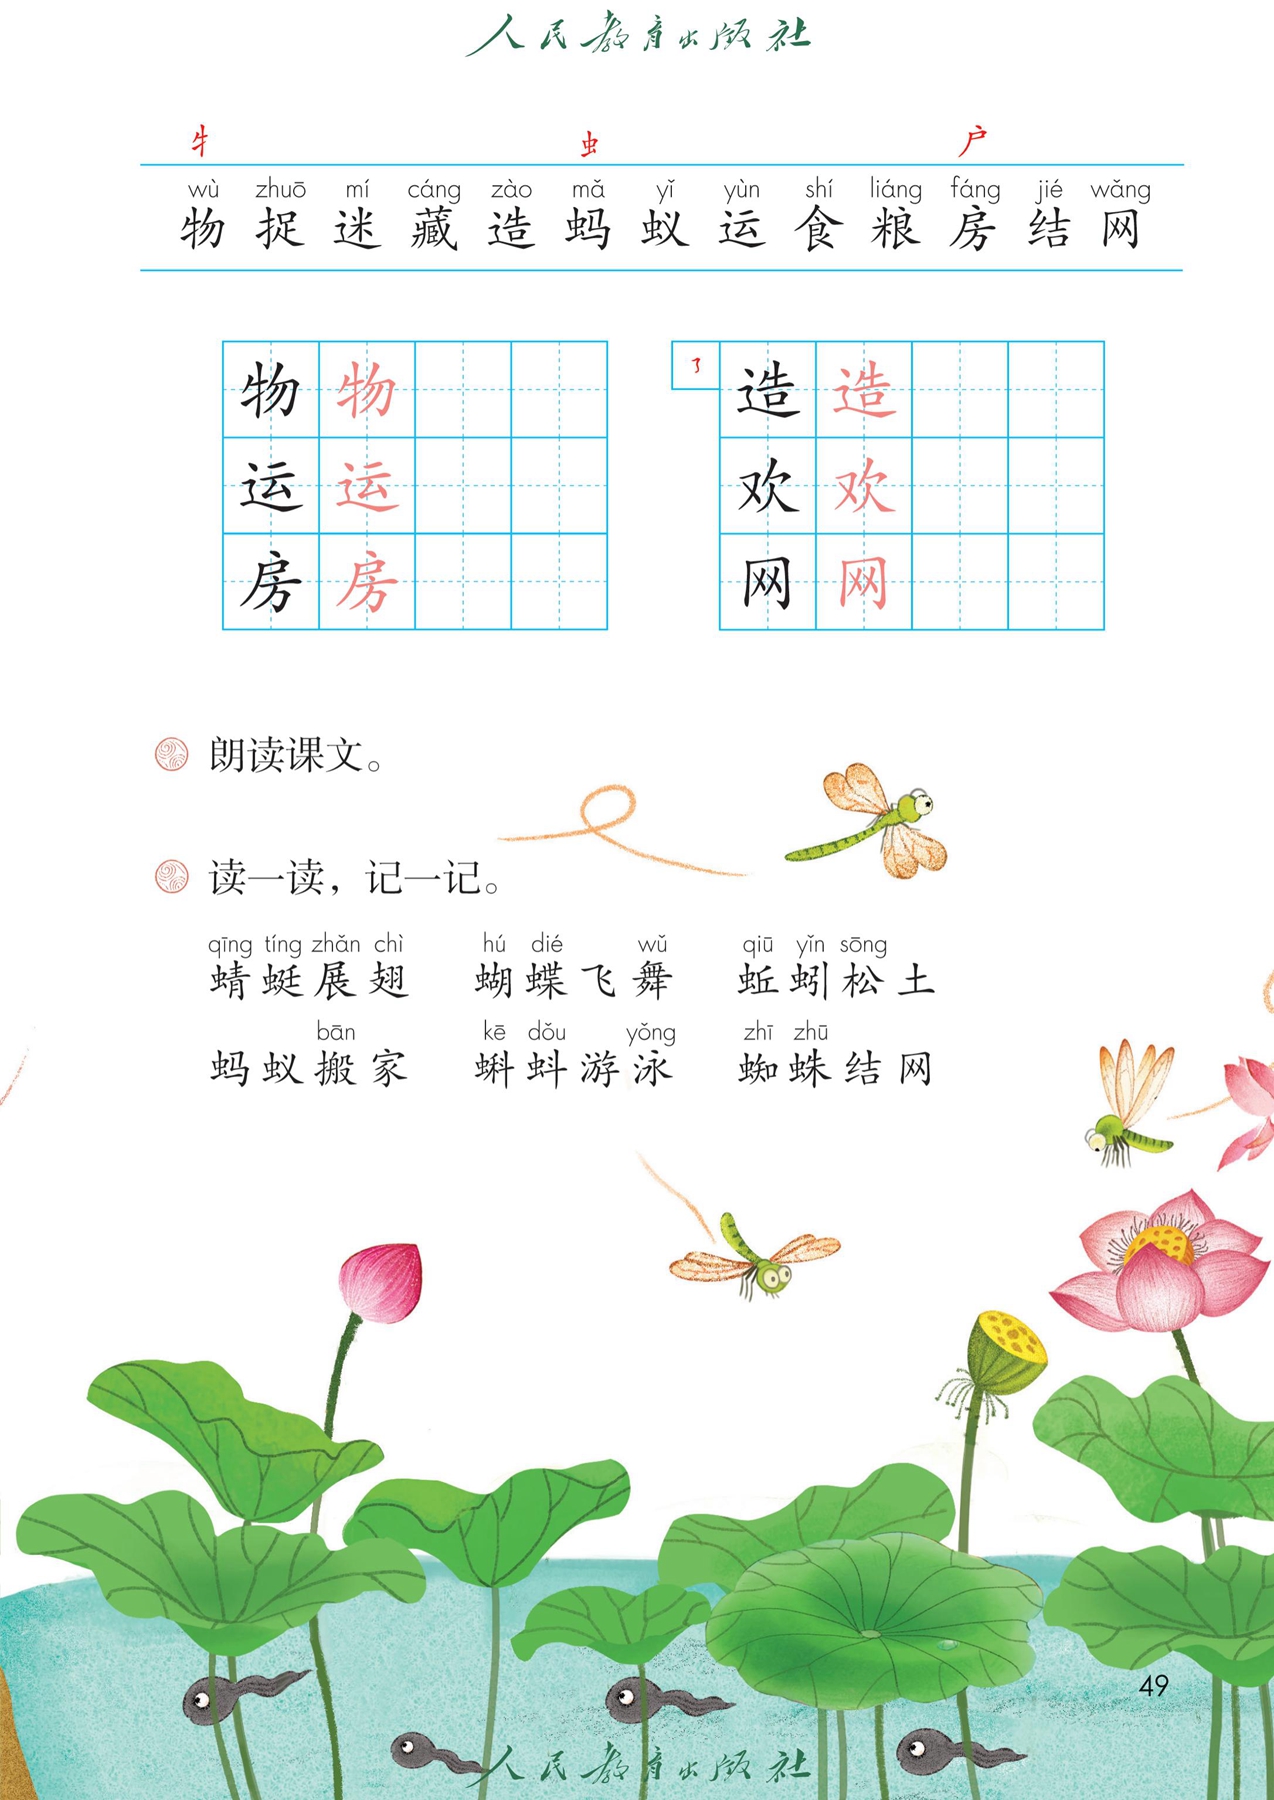 人民教育出版社
牜 虫 户
wù zhuō mí cáng zào mǎ yǐ yùn shí liáng fáng jié wǎng
物 捉 迷 藏 造 蚂 蚁 运 食 粮 房 结 网
物 物 ㇋ 造 造
运 运 欢 欢
房 房 网 网
朗读课文。
读一读，记一记。
qīng tíng zhǎn chì hú dié wǔ qiū yǐn sōng
蜻蜓展翅 蝴蝶飞舞 蚯蚓松土
bān kē dǒu yǒng zhī zhū
蚂蚁搬家 蝌蚪游泳 蜘蛛结网
49
人民教育出版社